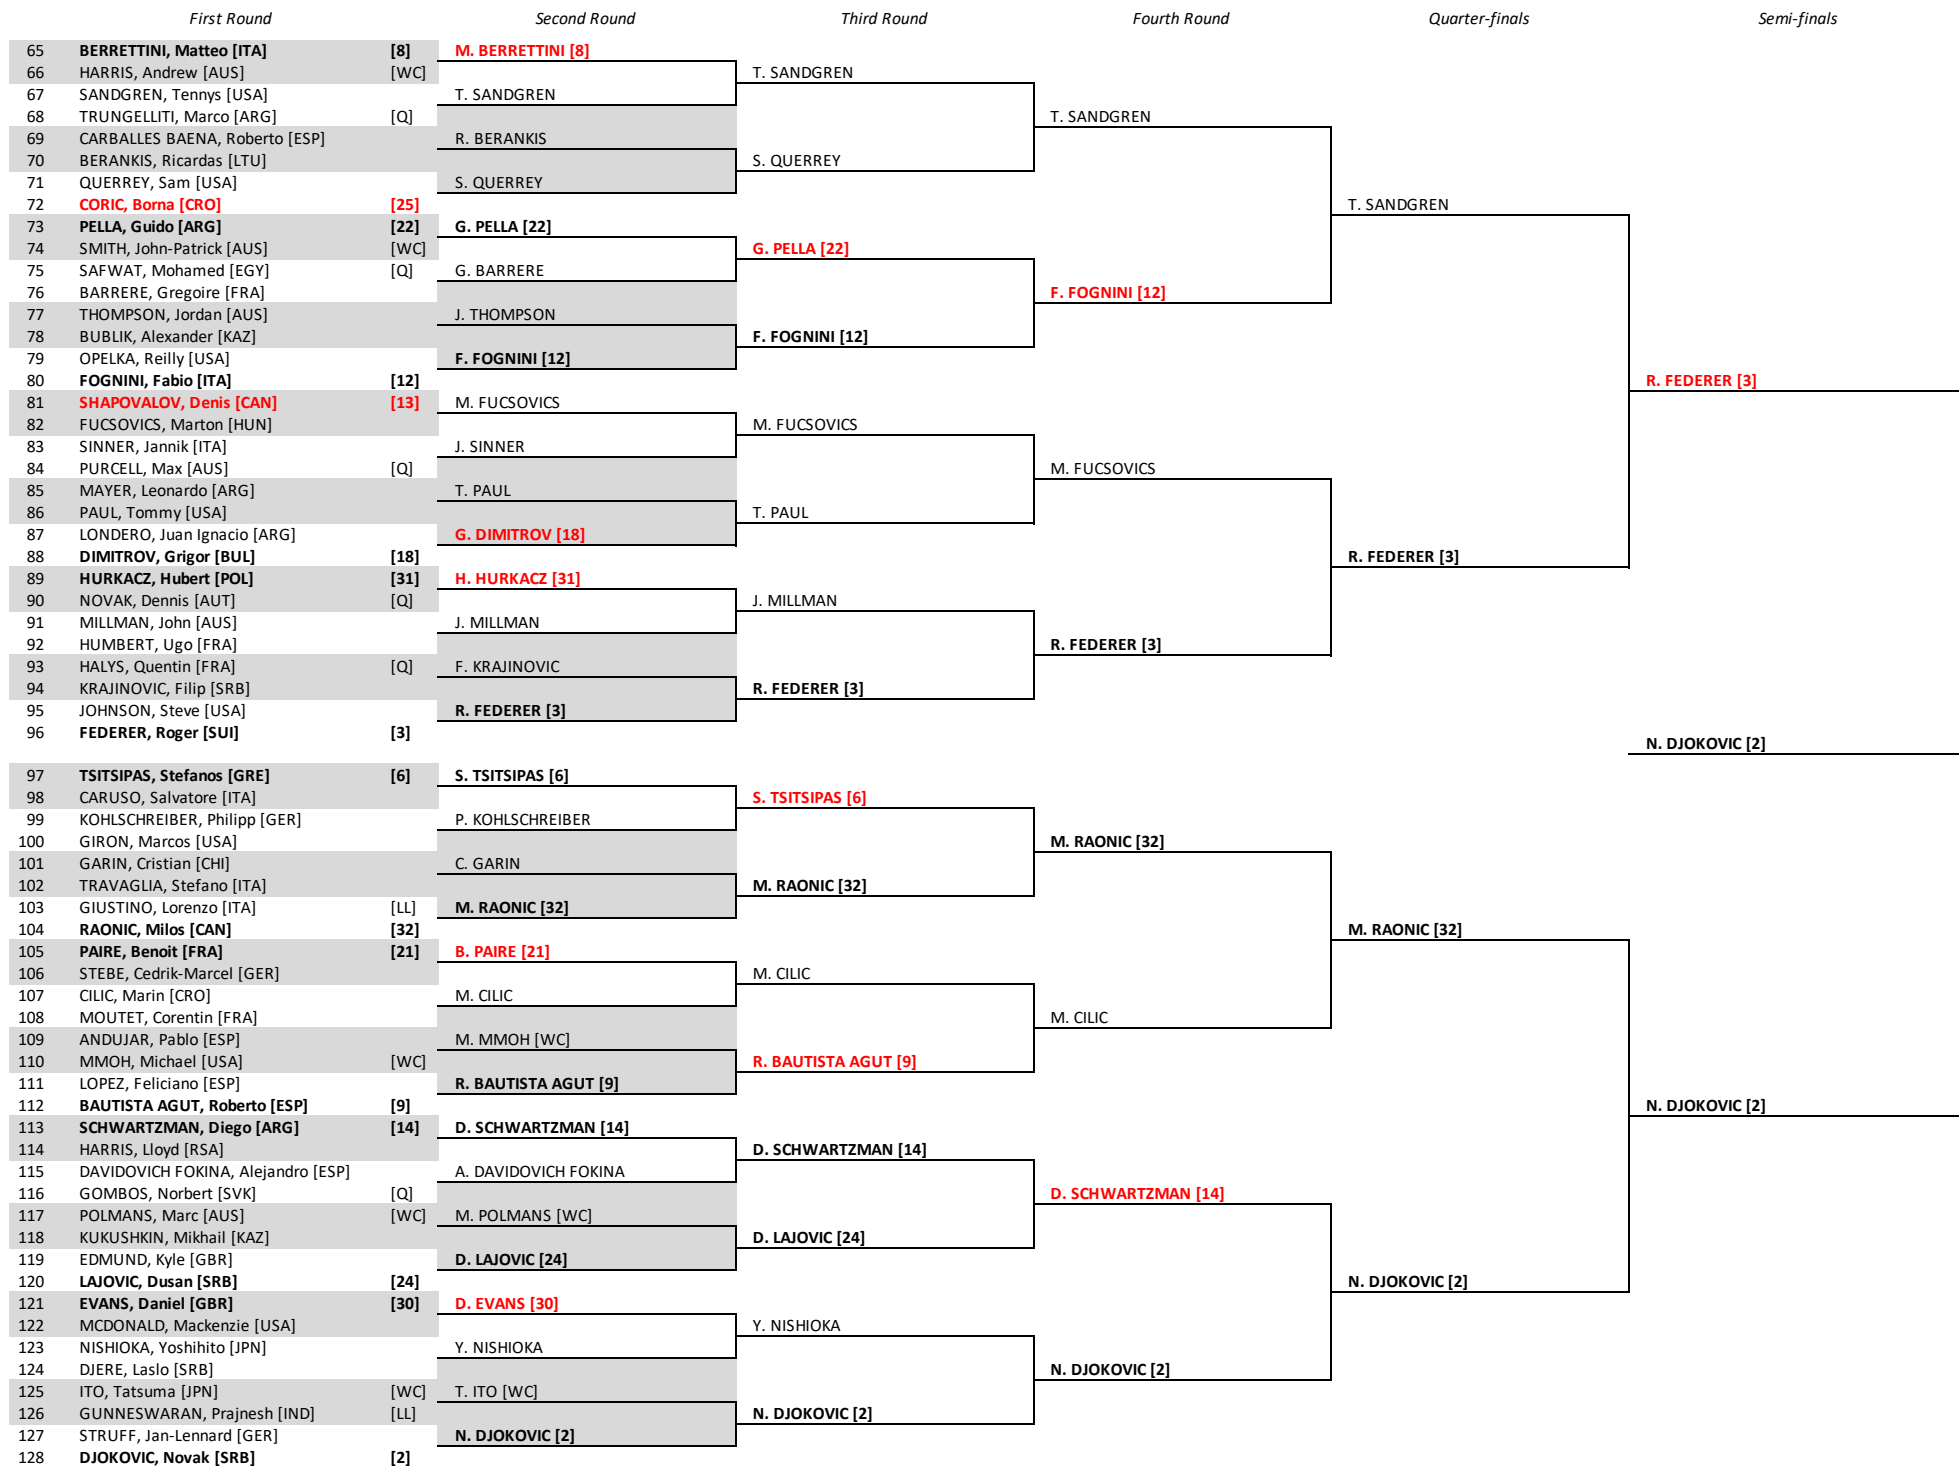 First Round Second Round Third Round Fourth Round Quarter-finals Semi-finals
65 BERRETTINI, Matteo [ITA] [8] M. BERRETTINI [8]
66 HARRIS, Andrew [AUS] [WC] T. SANDGREN
67 SANDGREN, Tennys [USA] T. SANDGREN
68 TRUNGELLITI, Marco [ARG] [Q] T. SANDGREN
69 CARBALLES BAENA, Roberto [ESP] R. BERANKIS
70 BERANKIS, Ricardas [LTU] S. QUERREY
71 QUERREY, Sam [USA] S. QUERREY
72 CORIC, Borna [CRO] [25] T. SANDGREN
73 PELLA, Guido [ARG] [22] G. PELLA [22]
74 SMITH, John-Patrick [AUS] [WC] G. PELLA [22]
75 SAFWAT, Mohamed [EGY] [Q] G. BARRERE
76 BARRERE, Gregoire [FRA] F. FOGNINI [12]
77 THOMPSON, Jordan [AUS] J. THOMPSON
78 BUBLIK, Alexander [KAZ] F. FOGNINI [12]
79 OPELKA, Reilly [USA] F. FOGNINI [12]
80 FOGNINI, Fabio [ITA] [12] R. FEDERER [3]
81 SHAPOVALOV, Denis [CAN] [13] M. FUCSOVICS
82 FUCSOVICS, Marton [HUN] M. FUCSOVICS
83 SINNER, Jannik [ITA] J. SINNER
84 PURCELL, Max [AUS] [Q] M. FUCSOVICS
85 MAYER, Leonardo [ARG] T. PAUL
86 PAUL, Tommy [USA] T. PAUL
87 LONDERO, Juan Ignacio [ARG] G. DIMITROV [18]
88 DIMITROV, Grigor [BUL] [18] R. FEDERER [3]
89 HURKACZ, Hubert [POL] [31] H. HURKACZ [31]
90 NOVAK, Dennis [AUT] [Q] J. MILLMAN
91 MILLMAN, John [AUS] J. MILLMAN
92 HUMBERT, Ugo [FRA] R. FEDERER [3]
93 HALYS, Quentin [FRA] [Q] F. KRAJINOVIC
94 KRAJINOVIC, Filip [SRB] R. FEDERER [3]
95 JOHNSON, Steve [USA] R. FEDERER [3]
96 FEDERER, Roger [SUI] [3]
N. DJOKOVIC [2]
97 TSITSIPAS, Stefanos [GRE] [6] S. TSITSIPAS [6]
98 CARUSO, Salvatore [ITA] S. TSITSIPAS [6]
99 KOHLSCHREIBER, Philipp [GER] P. KOHLSCHREIBER
100 GIRON, Marcos [USA] M. RAONIC [32]
101 GARIN, Cristian [CHI] C. GARIN
102 TRAVAGLIA, Stefano [ITA] M. RAONIC [32]
103 GIUSTINO, Lorenzo [ITA] [LL] M. RAONIC [32]
104 RAONIC, Milos [CAN] [32] M. RAONIC [32]
105 PAIRE, Benoit [FRA] [21] B. PAIRE [21]
106 STEBE, Cedrik-Marcel [GER] M. CILIC
107 CILIC, Marin [CRO] M. CILIC
108 MOUTET, Corentin [FRA] M. CILIC
109 ANDUJAR, Pablo [ESP] M. MMOH [WC]
110 MMOH, Michael [USA] [WC] R. BAUTISTA AGUT [9]
111 LOPEZ, Feliciano [ESP] R. BAUTISTA AGUT [9]
112 BAUTISTA AGUT, Roberto [ESP] [9] N. DJOKOVIC [2]
113 SCHWARTZMAN, Diego [ARG] [14] D. SCHWARTZMAN [14]
114 HARRIS, Lloyd [RSA] D. SCHWARTZMAN [14]
115 DAVIDOVICH FOKINA, Alejandro [ESP] A. DAVIDOVICH FOKINA
116 GOMBOS, Norbert [SVK] [Q] D. SCHWARTZMAN [14]
117 POLMANS, Marc [AUS] [WC] M. POLMANS [WC]
118 KUKUSHKIN, Mikhail [KAZ] D. LAJOVIC [24]
119 EDMUND, Kyle [GBR] D. LAJOVIC [24]
120 LAJOVIC, Dusan [SRB] [24] N. DJOKOVIC [2]
121 EVANS, Daniel [GBR] [30] D. EVANS [30]
122 MCDONALD, Mackenzie [USA] Y. NISHIOKA
123 NISHIOKA, Yoshihito [JPN] Y. NISHIOKA
124 DJERE, Laslo [SRB] N. DJOKOVIC [2]
125 ITO, Tatsuma [JPN] [WC] T. ITO [WC]
126 GUNNESWARAN, Prajnesh [IND] [LL] N. DJOKOVIC [2]
127 STRUFF, Jan-Lennard [GER] N. DJOKOVIC [2]
128 DJOKOVIC, Novak [SRB] [2]